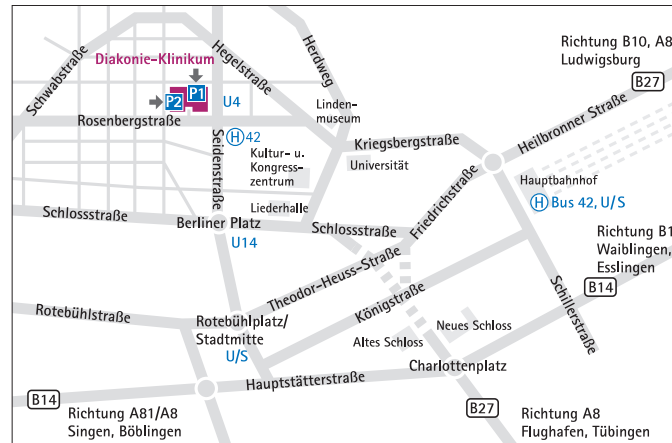 Schwabstraße
Diakonie-Klinikum
P1
P2
Rosenbergstraße
U4
Hegelstraße
Herdweg
Linden-
museum
Richtung B10, A8
Ludwigsburg
B27
Heilbronner Straße
Seidenstraße
H 42
Kultur- u.
Kongress-
zentrum
Kriegsbergstraße
Universität
Friedrichstraße
Hauptbahnhof
H Bus 42, U/S
Schlossstraße
Liederhalle
Berliner Platz
U14
Schlossstraße
Richtung B1
Waiblingen,
Esslingen
B14
Schillerstraße
Theodor-Heuss-Straße
Königstraße
Rotebühlstraße
Rotebühlplatz/
Stadtmitte
U/S
Altes Schloss
Neues Schloss
Charlottenplatz
Hauptstätterstraße
B14
Richtung A81/A8
Singen, Böblingen
B27
Richtung A8
Flughafen, Tübingen